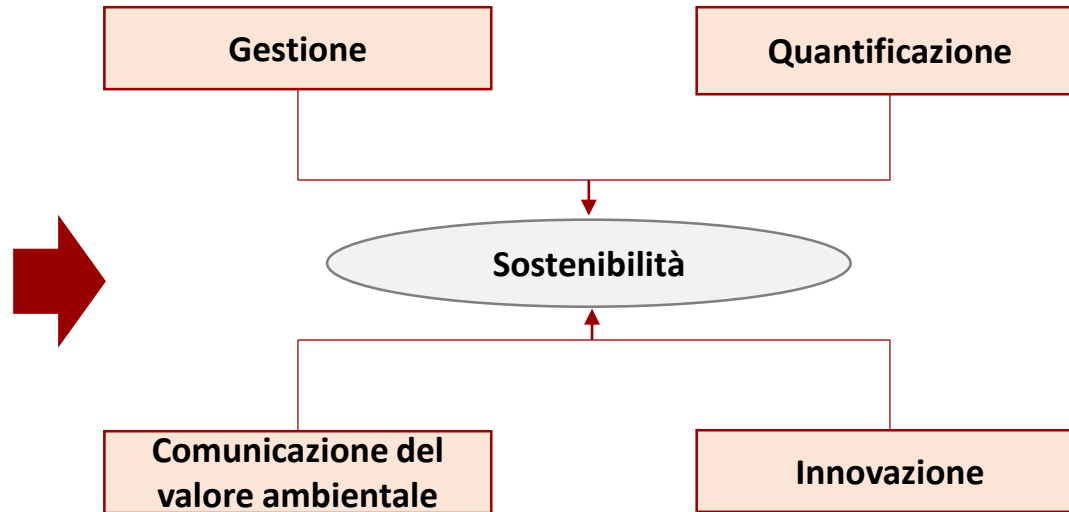 Gestione
Quantificazione
Sostenibilità
Comunicazione del
valore ambientale
Innovazione